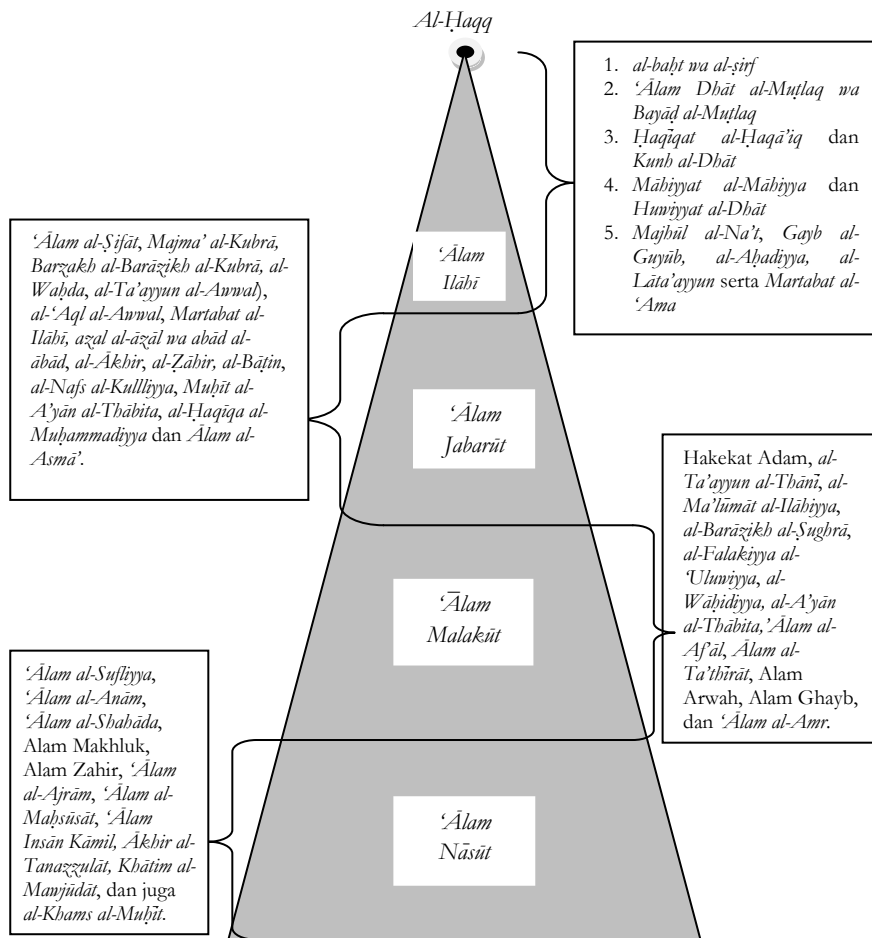 Al-Ḥaqq
1. al-baḥt wa al-ṣirf
2. ‘Ālam Dhāt al-Muṭlaq wa
Bayāḍ al-Muṭlaq
3. Ḥaqīqat al-Ḥaqā’iq dan
Kunh al-Dhāt
4. Māhiyyat al-Māhiyya dan
Huwiyyat al-Dhāt
5. Majhūl al-Na’t, Gayb al-
Guyūb, al-Aḥadiyya, al-
Lāta’ayyun serta Martabat al-
‘Ama
‘Ālam
Ilāhī
‘Ālam al-Ṣifāt, Majma’ al-Kubrā,
Barzakh al-Barāzikh al-Kubrā, al-
Waḥda, al-Ta’ayyun al-Awwal),
al-‘Aql al-Awwal, Martabat al-
Ilāhī, azal al-āzāl wa abād al-
ābād, al-Ākhir, al-Ẓāhir, al-Bāṭin,
al-Nafs al-Kullliyya, Muḥīt al-
A’yān al-Thābita, al-Ḥaqīqa al-
Muḥammadiyya dan Ālam al-
Asmā’.
‘Ālam
Jabarūt
Hakekat Adam, al-
Ta’ayyun al-Thānī, al-
Ma’lūmāt al-Ilāhiyya,
al-Barāzikh al-Ṣughrā,
al-Falakiyya al-
‘Uluwiyya, al-
Wāḥidiyya, al-A’yān
al-Thābita,’Ālam al-
Af’āl, Ālam al-
Ta’thīrāt, Alam
Arwah, Alam Ghayb,
dan ‘Ālam al-Amr.
‘Ālam
Malakūt
‘Ālam al-Sufliyya,
‘Ālam al-Anām,
‘Ālam al-Shahāda,
Alam Makhluk,
Alam Zahir, ‘Ālam
al-Ajrām, ‘Ālam al-
Maḥsūsāt, ‘Ālam
Insān Kāmil, Ākhir al-
Tanazzulāt, Khātim al-
Mawjūdāt, dan juga
al-Khams al-Muḥīt.
‘Ālam
Nāsūt